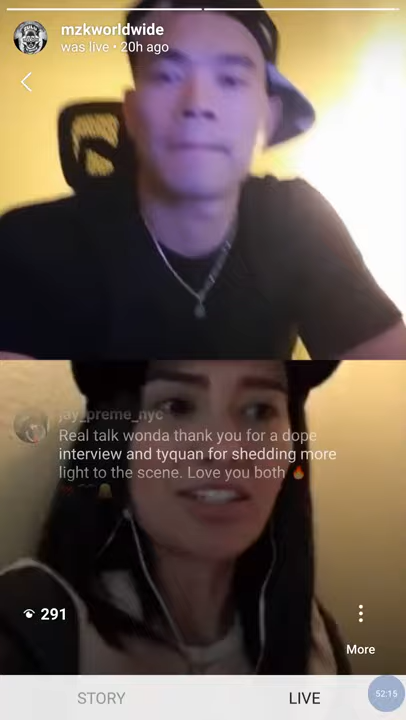 mzkworldwide
was live • 20h ago
jay_preme_nyc
Real talk wonda thank you for a dope
interview and tyquan for shedding more
light to the scene. Love you both 🔥
291
More
STORY
LIVE
52:15